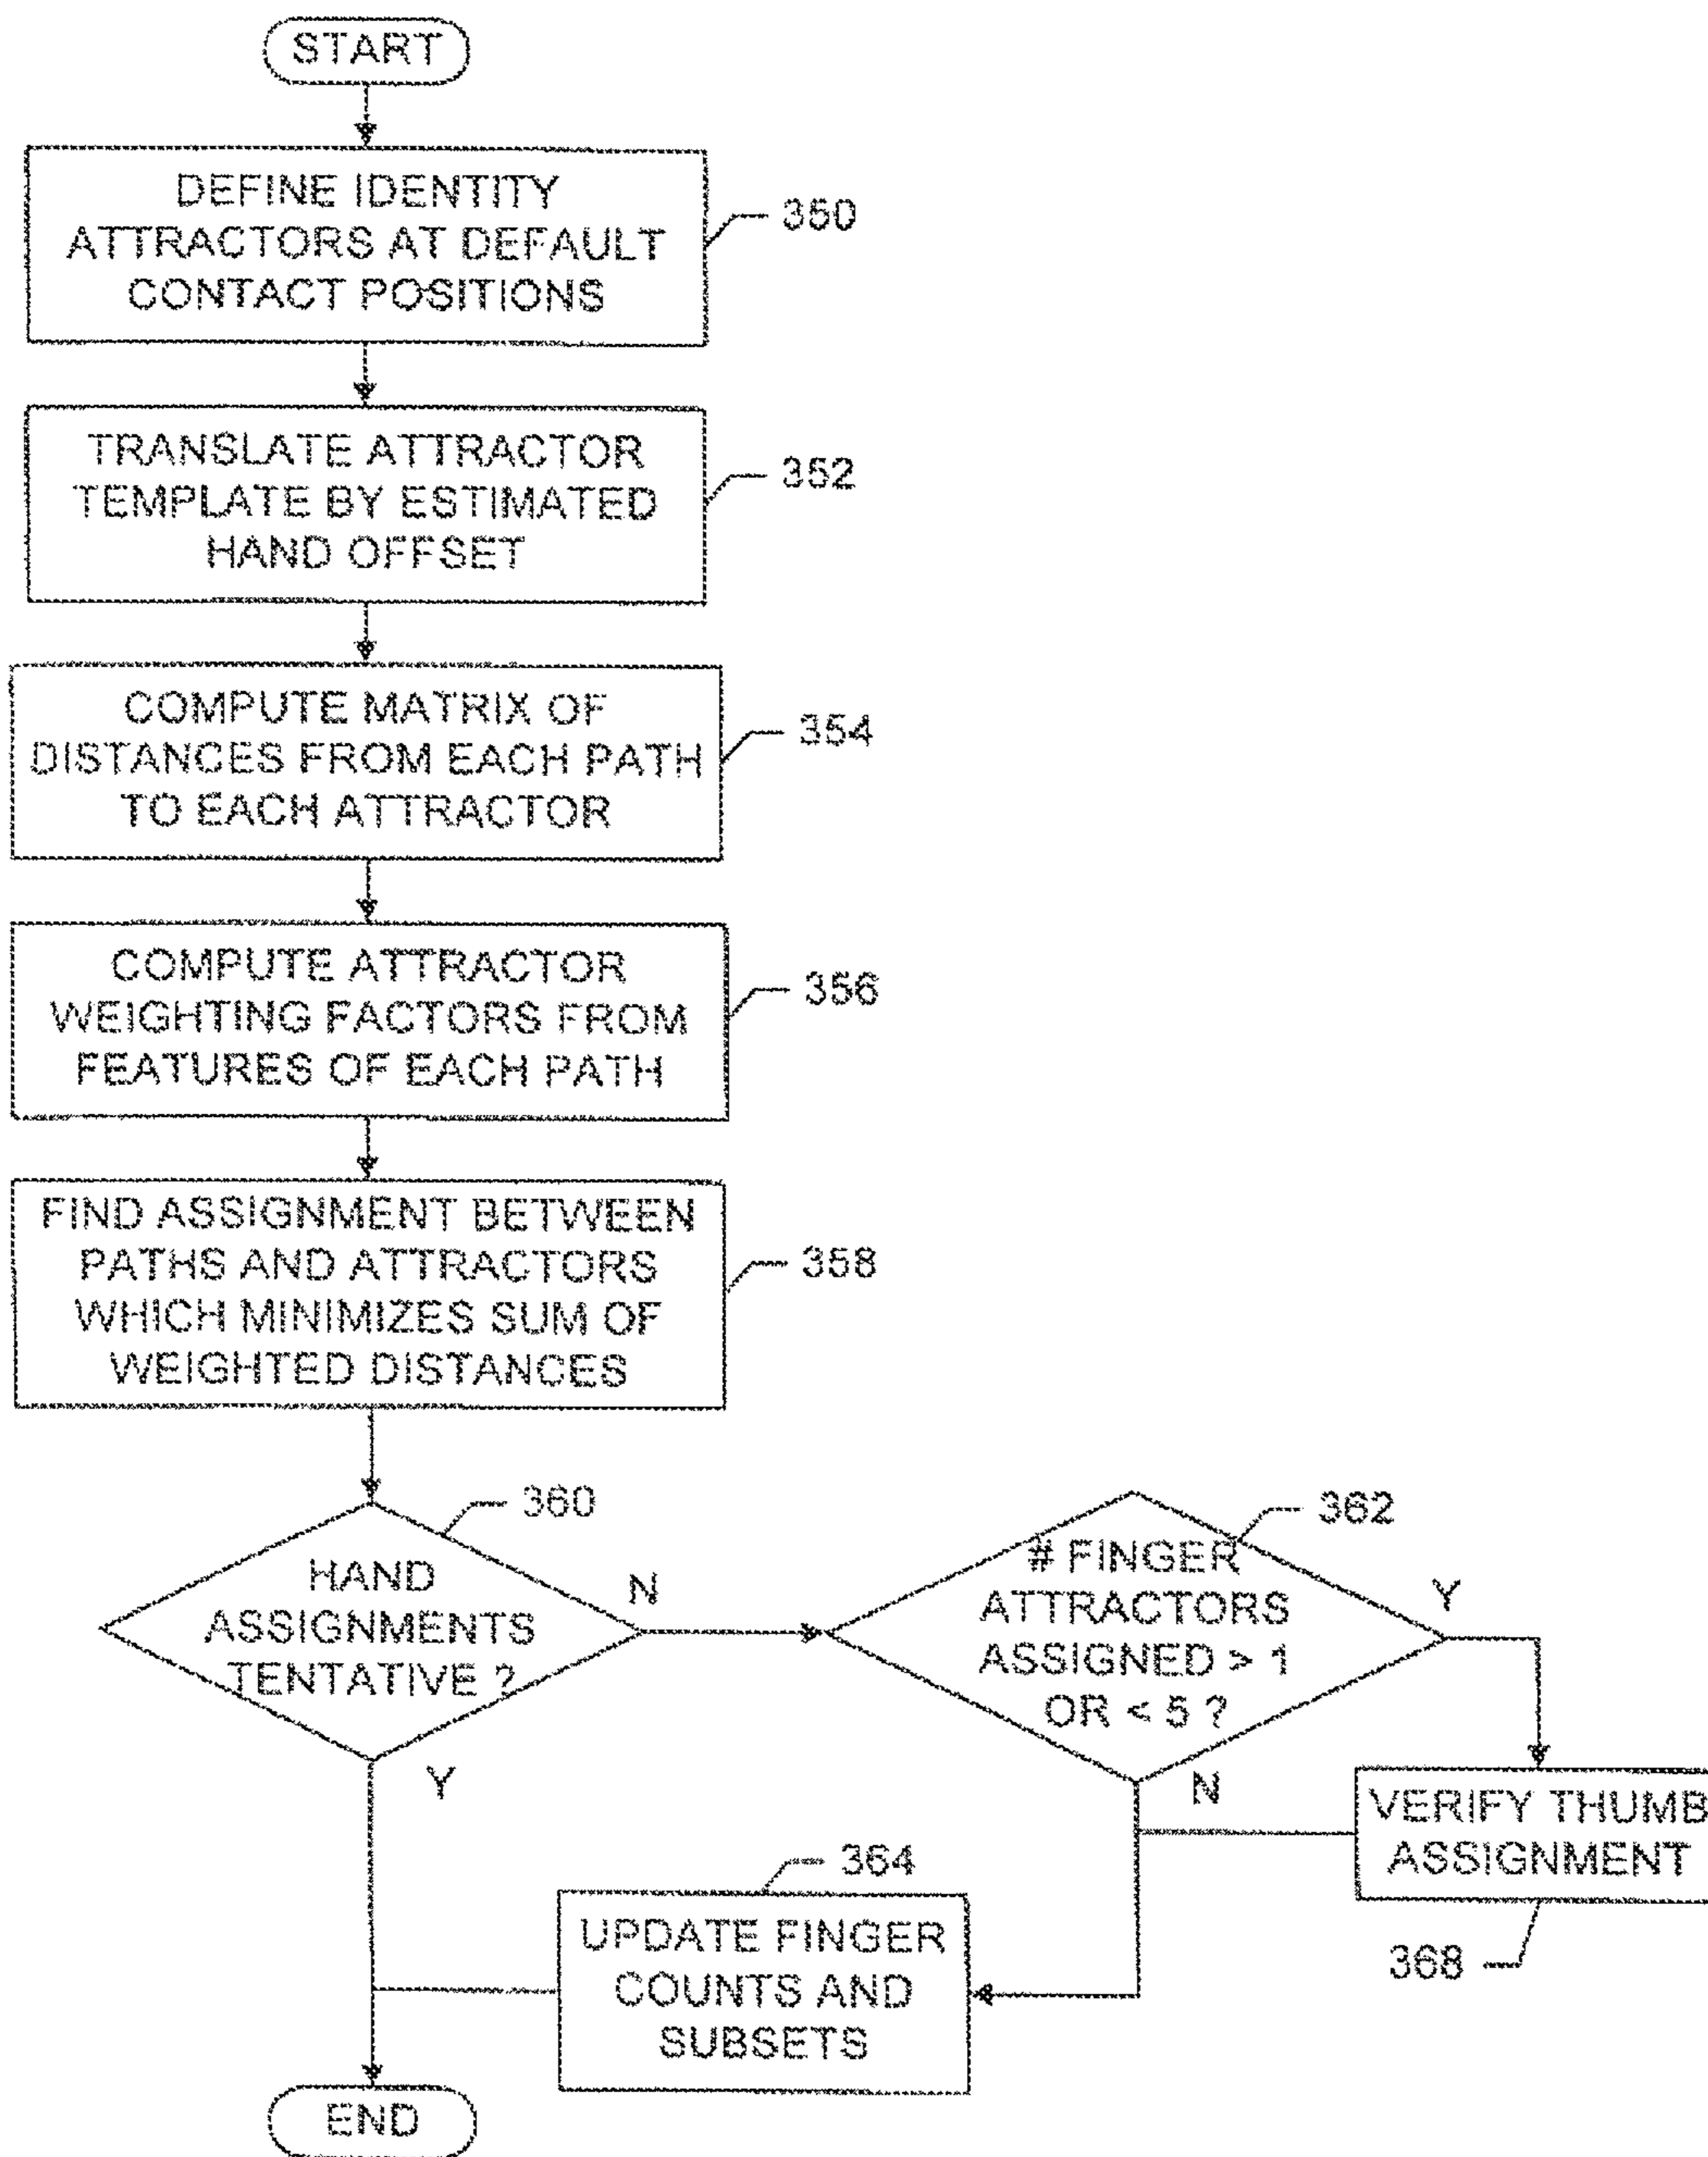 START
DEFINE IDENTITY
ATTRACTORS AT DEFAULT
CONTACT POSITIONS
350
TRANSLATE ATTRACTOR
TEMPLATE BY ESTIMATED
HAND OFFSET
352
COMPUTE MATRIX OF
DISTANCES FROM EACH PATH
TO EACH ATTRACTOR
354
COMPUTE ATTRACTOR
WEIGHTING FACTORS FROM
FEATURES OF EACH PATH
356
FIND ASSIGNMENT BETWEEN
PATHS AND ATTRACTORS
WHICH MINIMIZES SUM OF
WEIGHTED DISTANCES
358
360
HAND
ASSIGNMENTS
TENTATIVE ?
N
Y
362
# FINGER
ATTRACTORS
ASSIGNED > 1
OR < 5 ?
Y
N
VERIFY THUMB
ASSIGNMENT
368
364
UPDATE FINGER
COUNTS AND
SUBSETS
END